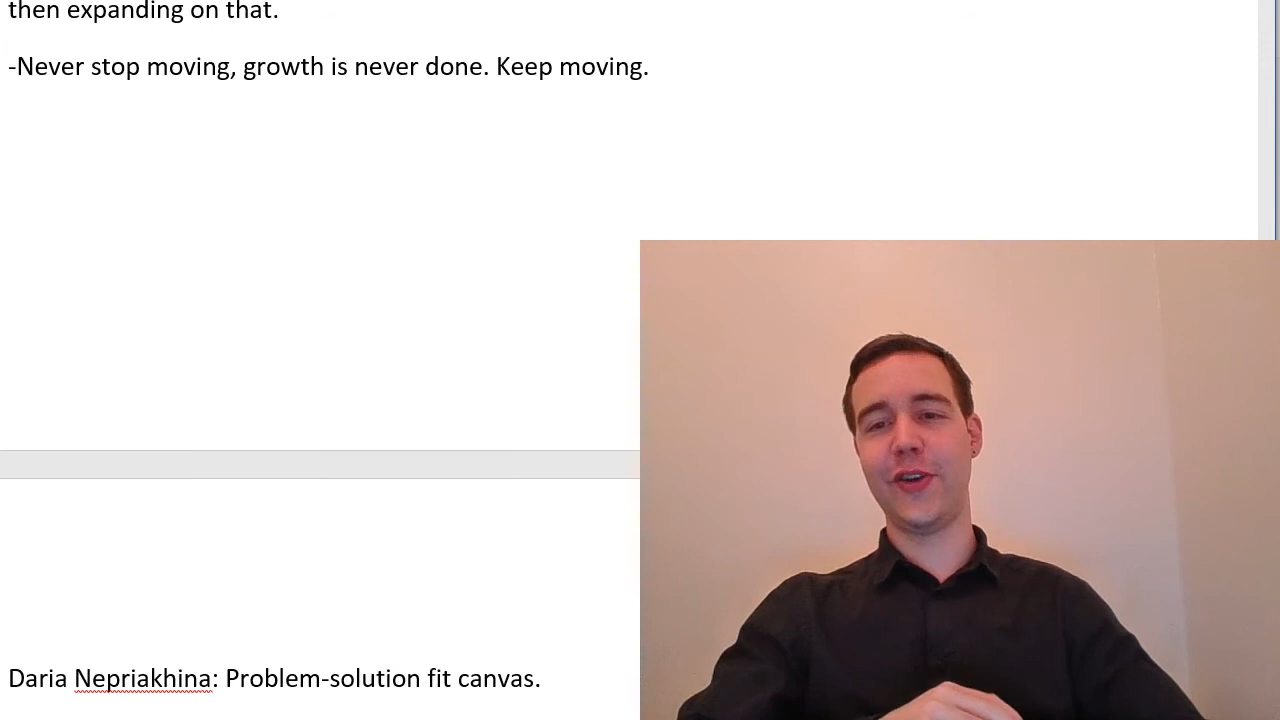 then expanding on that.
-Never stop moving, growth is never done. Keep moving.
Daria Nepriakhina: Problem-solution fit canvas.